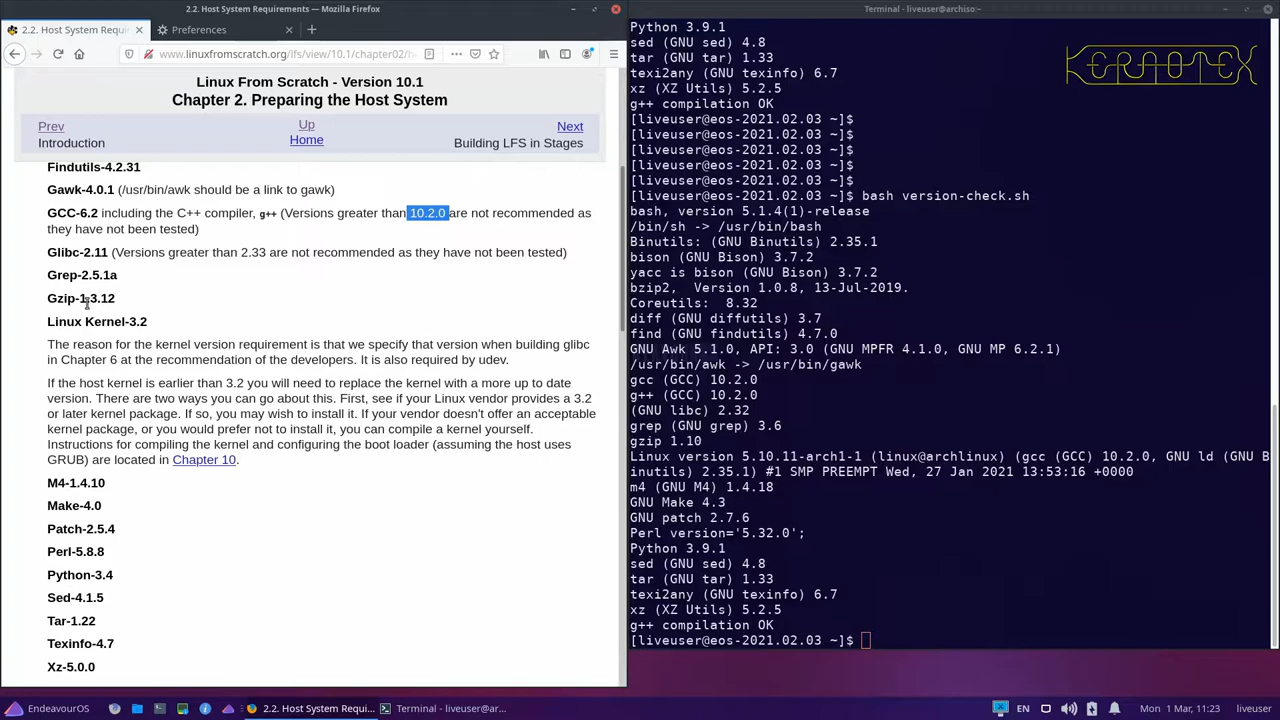 2.2. Host System Requirements — Mozilla Firefox
2.2. Host System Requir
Preferences
www.linuxfromscratch.org/lfs/view/10.1/chapter02/h
Linux From Scratch - Version 10.1
Chapter 2. Preparing the Host System
Prev
Up
Next
Introduction
Home
Building LFS in Stages
Findutils-4.2.31
Gawk-4.0.1 (/usr/bin/awk should be a link to gawk)
GCC-6.2 including the C++ compiler, g++ (Versions greater than 10.2.0 are not recommended as
they have not been tested)
Glibc-2.11 (Versions greater than 2.33 are not recommended as they have not been tested)
Grep-2.5.1a
Gzip-1.3.12
Linux Kernel-3.2
The reason for the kernel version requirement is that we specify that version when building glibc
in Chapter 6 at the recommendation of the developers. It is also required by udev.
If the host kernel is earlier than 3.2 you will need to replace the kernel with a more up to date
version. There are two ways you can go about this. First, see if your Linux vendor provides a 3.2
or later kernel package. If so, you may wish to install it. If your vendor doesn't offer an acceptable
kernel package, or you would prefer not to install it, you can compile a kernel yourself.
Instructions for compiling the kernel and configuring the boot loader (assuming the host uses
GRUB) are located in Chapter 10.
M4-1.4.10
Make-4.0
Patch-2.5.4
Perl-5.8.8
Python-3.4
Sed-4.1.5
Tar-1.22
Texinfo-4.7
Xz-5.0.0
Terminal - liveuser@archiso:~
KERAOTEX
Python 3.9.1
sed (GNU sed) 4.8
tar (GNU tar) 1.33
texi2any (GNU texinfo) 6.7
xz (XZ Utils) 5.2.5
g++ compilation OK
[liveuser@eos-2021.02.03 ~]$
[liveuser@eos-2021.02.03 ~]$
[liveuser@eos-2021.02.03 ~]$
[liveuser@eos-2021.02.03 ~]$
[liveuser@eos-2021.02.03 ~]$
[liveuser@eos-2021.02.03 ~]$ bash version-check.sh
bash, version 5.1.4(1)-release
/bin/sh -> /usr/bin/bash
Binutils: (GNU Binutils) 2.35.1
bison (GNU Bison) 3.7.2
yacc is bison (GNU Bison) 3.7.2
bzip2,  Version 1.0.8, 13-Jul-2019.
Coreutils:  8.32
diff (GNU diffutils) 3.7
find (GNU findutils) 4.7.0
GNU Awk 5.1.0, API: 3.0 (GNU MPFR 4.1.0, GNU MP 6.2.1)
/usr/bin/awk -> /usr/bin/gawk
gcc (GCC) 10.2.0
g++ (GCC) 10.2.0
(GNU libc) 2.32
grep (GNU grep) 3.6
gzip 1.10
Linux version 5.10.11-arch1-1 (linux@archlinux) (gcc (GCC) 10.2.0, GNU ld (GNU B
inutils) 2.35.1) #1 SMP PREEMPT Wed, 27 Jan 2021 13:53:16 +0000
m4 (GNU M4) 1.4.18
GNU Make 4.3
GNU patch 2.7.6
Perl version='5.32.0';
Python 3.9.1
sed (GNU sed) 4.8
tar (GNU tar) 1.33
texi2any (GNU texinfo) 6.7
xz (XZ Utils) 5.2.5
g++ compilation OK
[liveuser@eos-2021.02.03 ~]$
EndeavourOS
2.2. Host System Requi...
Terminal - liveuser@ar...
EN
Mon 1 Mar, 11:23
liveuser